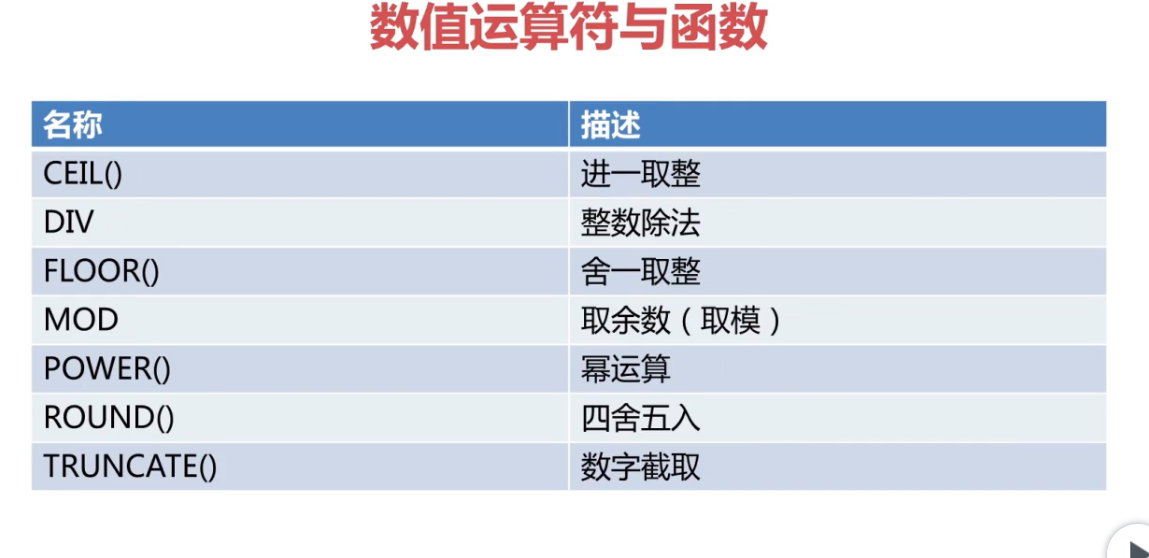 数值运算符与函数
名称 描述
CEIL() 进一取整
DIV 整数除法
FLOOR() 舍一取整
MOD 取余数（取模）
POWER() 幂运算
ROUND() 四舍五入
TRUNCATE() 数字截取